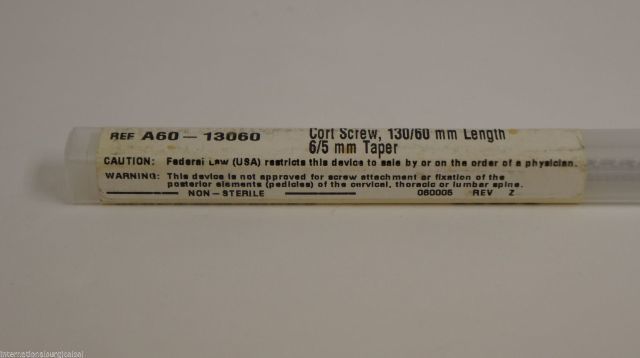 REF A60 - 13060
Cort Screw, 130/60 mm Length
6/5 mm Taper
CAUTION: Federal Law (USA) restricts this device to sale by or on the order of a physician.
WARNING: This device is not approved for screw attachment or fixation of the
posterior elements (pedicles) of the cervical, thoracic or lumbar spine.
NON-STERILE 060006 REV Z